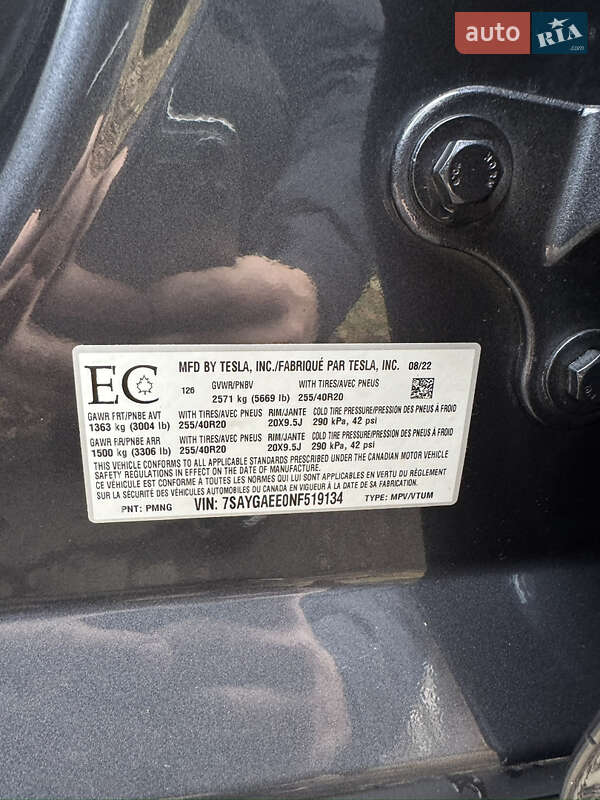 auto RIA.com
EC MFD BY TESLA, INC./FABRIQUÉ PAR TESLA, INC. 08/22
126 GVWR/PNBV WITH TIRES/AVEC PNEUS
2571 kg (5669 lb) 255/40R20
GAWR FRT/PNBE AVT WITH TIRES/AVEC PNEUS RIM/JANTE COLD TIRE PRESSURE/PRESSION DES PNEUS À FROID
1363 kg (3004 lb) 255/40R20 20X9.5J 290 kPa, 42 psi
GAWR R/PNBE ARR WITH TIRES/AVEC PNEUS RIM/JANTE COLD TIRE PRESSURE/PRESSION DES PNEUS À FROID
1500 kg (3306 lb) 255/40R20 20X9.5J 290 kPa, 42 psi
THIS VEHICLE CONFORMS TO ALL APPLICABLE STANDARDS PRESCRIBED UNDER THE CANADIAN MOTOR VEHICLE
SAFETY REGULATIONS IN EFFECT ON THE DATE OF MANUFACTURE.
CE VÉHICULE EST CONFORME À TOUTES LES NORMES QUI LUI SONT APPLICABLES EN VERTU DU RÉGLEMENT
SUR LA SÉCURITÉ DES VÉHICULES AUTOMOBILES DU CANADA EN VIGUEUR À LA DATE DE SA FABRICATION.
PNT: PMNG VIN: 7SAYGAEE0NF519134 TYPE: MPV/VTUM